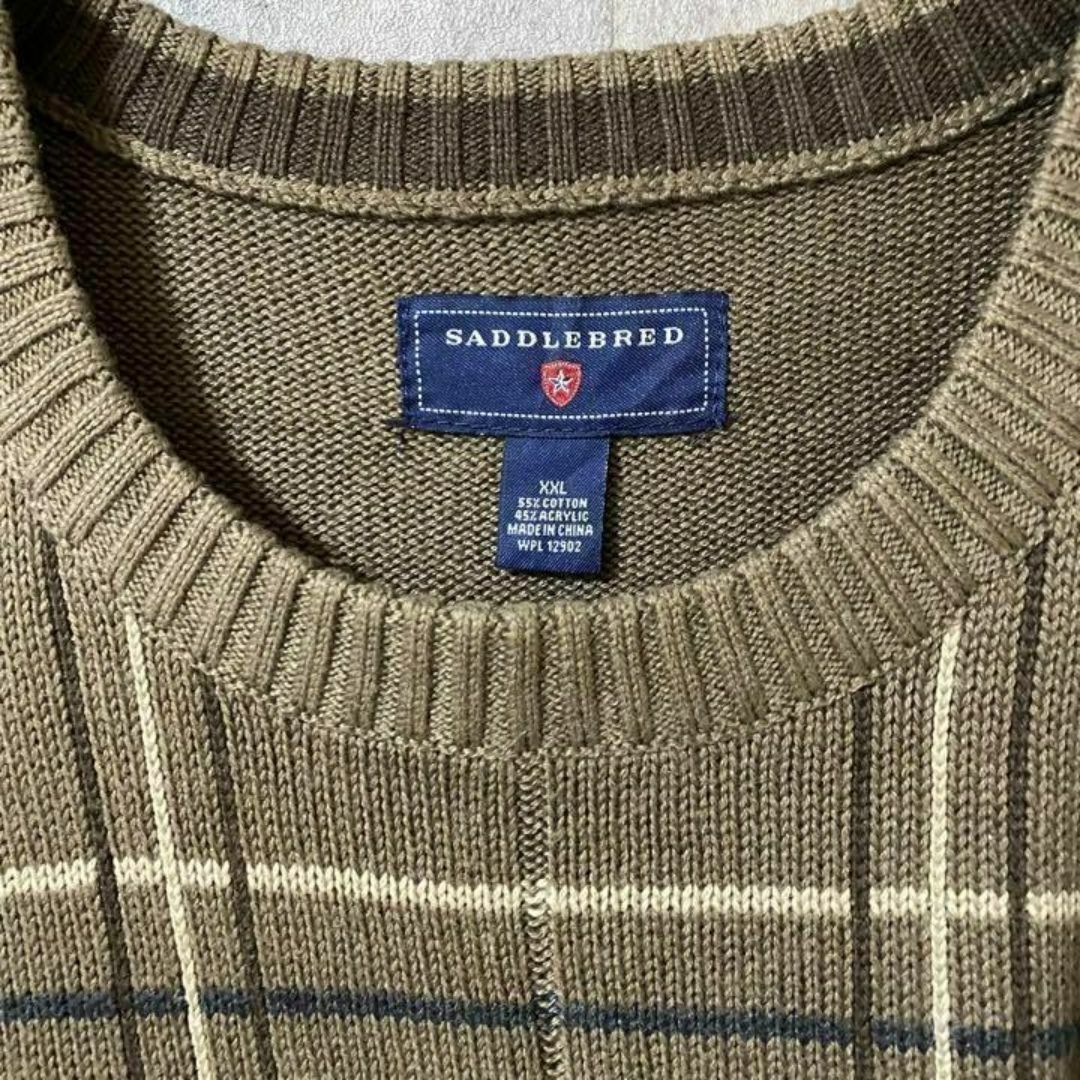 SADDLEBRED
XXL
55% COTTON
45% ACRYLIC
MADE IN CHINA
WPL 12902